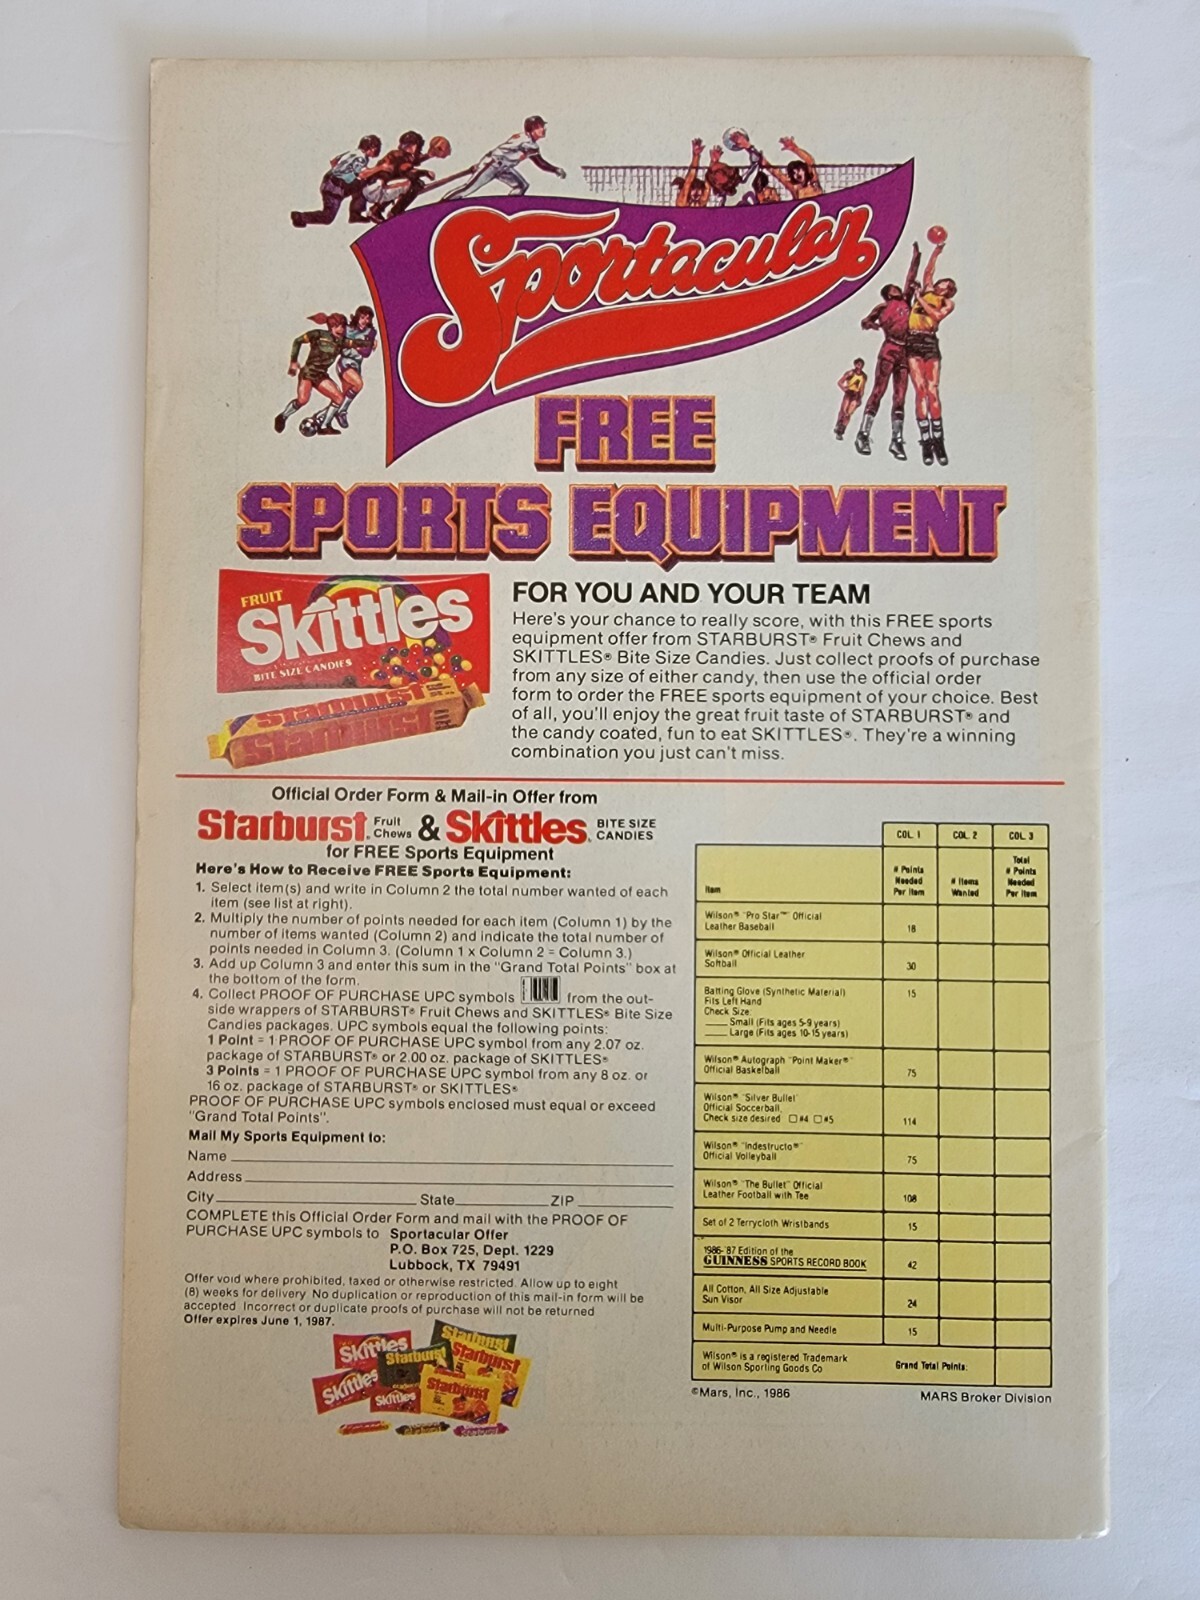 Sportacular
FREE
SPORTS EQUIPMENT
FRUIT
Skittles
BITE SIZE CANDIES
Starburst
Starburst
FOR YOU AND YOUR TEAM
Here's your chance to really score, with this FREE sports
equipment offer from STARBURST® Fruit Chews and
SKITTLES® Bite Size Candies. Just collect proofs of purchase
from any size of either candy, then use the official order
form to order the FREE sports equipment of your choice. Best
of all, you'll enjoy the great fruit taste of STARBURST® and
the candy coated, fun to eat SKITTLES®. They're a winning
combination you just can't miss.
Official Order Form & Mail-in Offer from
Starburst® Fruit Chews & Skittles® BITE SIZE CANDIES
for FREE Sports Equipment
Here's How to Receive FREE Sports Equipment:
1. Select item(s) and write in Column 2 the total number wanted of each
item (see list at right).
2. Multiply the number of points needed for each item (Column 1) by the
number of items wanted (Column 2) and indicate the total number of
points needed in Column 3. (Column 1 x Column 2 = Column 3.)
3. Add up Column 3 and enter this sum in the "Grand Total Points" box at
the bottom of the form.
4. Collect PROOF OF PURCHASE UPC symbols from the out-
side wrappers of STARBURST® Fruit Chews and SKITTLES® Bite Size
Candies packages. UPC symbols equal the following points:
1 Point = 1 PROOF OF PURCHASE UPC symbol from any 2.07 oz.
package of STARBURST® or 2.00 oz. package of SKITTLES®
3 Points = 1 PROOF OF PURCHASE UPC symbol from any 8 oz. or
16 oz. package of STARBURST® or SKITTLES®
PROOF OF PURCHASE UPC symbols enclosed must equal or exceed
"Grand Total Points".
Mail My Sports Equipment to:
Name
Address
City State ZIP
COMPLETE this Official Order Form and mail with the PROOF OF
PURCHASE UPC symbols to Sportacular Offer
P.O. Box 725, Dept. 1229
Lubbock, TX 79491
Offer void where prohibited, taxed or otherwise restricted. Allow up to eight
(8) weeks for delivery. No duplication or reproduction of this mail-in form will be
accepted. Incorrect or duplicate proofs of purchase will not be returned
Offer expires June 1, 1987.
Skittles
Starburst
Starburst
Starburst
Skittles
Skittles
Starburst
COL. 1 COL. 2 COL. 3
Item # Points Needed Per Item # Items Wanted Total # Points Needed Per Item
Wilson® "Pro Star™" Official
Leather Baseball 18
Wilson® Official Leather
Softball 30
Batting Glove (Synthetic Material) 15
Fits Left Hand
Check Size:
Small (Fits ages 5-9 years)
Large (Fits ages 10-15 years)
Wilson® Autograph "Point Maker®"
Official Basketball 75
Wilson® "Silver Bullet"
Official Soccerball,
Check size desired #4 #5 114
Wilson® "Indestructo®"
Official Volleyball 75
Wilson® "The Bullet" Official
Leather Football with Tee 108
Set of 2 Terrycloth Wristbands 15
1986-'87 Edition of the
GUINNESS SPORTS RECORD BOOK 42
All Cotton, All Size Adjustable
Sun Visor 24
Multi-Purpose Pump and Needle 15
Wilson® is a registered Trademark
of Wilson Sporting Goods Co Grand Total Points:
©Mars, Inc., 1986 MARS Broker Division